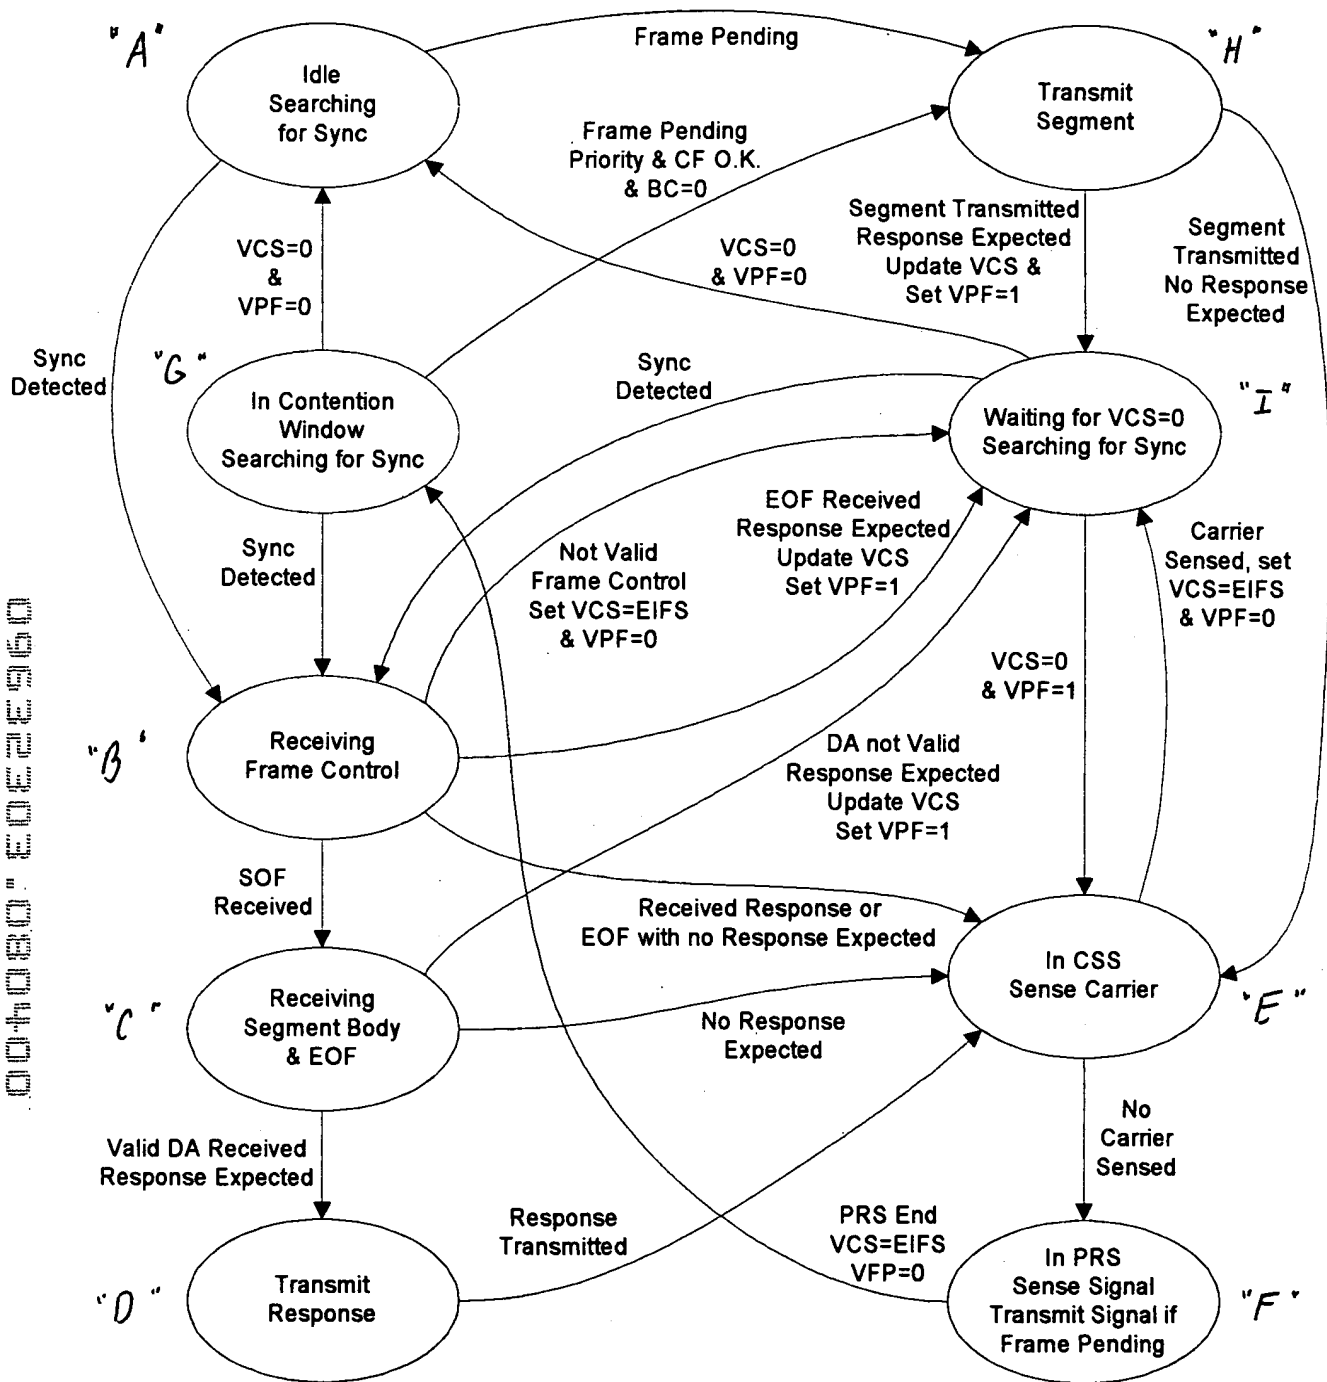 "A"
Idle
Searching
for Sync
Frame Pending
"H"
Transmit
Segment
Frame Pending
Priority & CF O.K.
& BC=0
VCS=0
&
VPF=0
VCS=0
& VPF=0
Segment Transmitted
Response Expected
Update VCS &
Set VPF=1
Segment
Transmitted
No Response
Expected
Sync
Detected
"G"
In Contention
Window
Searching for Sync
Sync
Detected
Waiting for VCS=0
Searching for Sync
"I"
Sync
Detected
Not Valid
Frame Control
Set VCS=EIFS
& VPF=0
EOF Received
Response Expected
Update VCS
Set VPF=1
Carrier
Sensed, set
VCS=EIFS
& VPF=0
VCS=0
& VPF=1
"B"
Receiving
Frame Control
DA not Valid
Response Expected
Update VCS
Set VPF=1
SOF
Received
Received Response or
EOF with no Response Expected
In CSS
Sense Carrier
"E"
"C"
Receiving
Segment Body
& EOF
No Response
Expected
No
Carrier
Sensed
Valid DA Received
Response Expected
Response
Transmitted
PRS End
VCS=EIFS
VFP=0
"D"
Transmit
Response
In PRS
Sense Signal
Transmit Signal if
Frame Pending
"F"